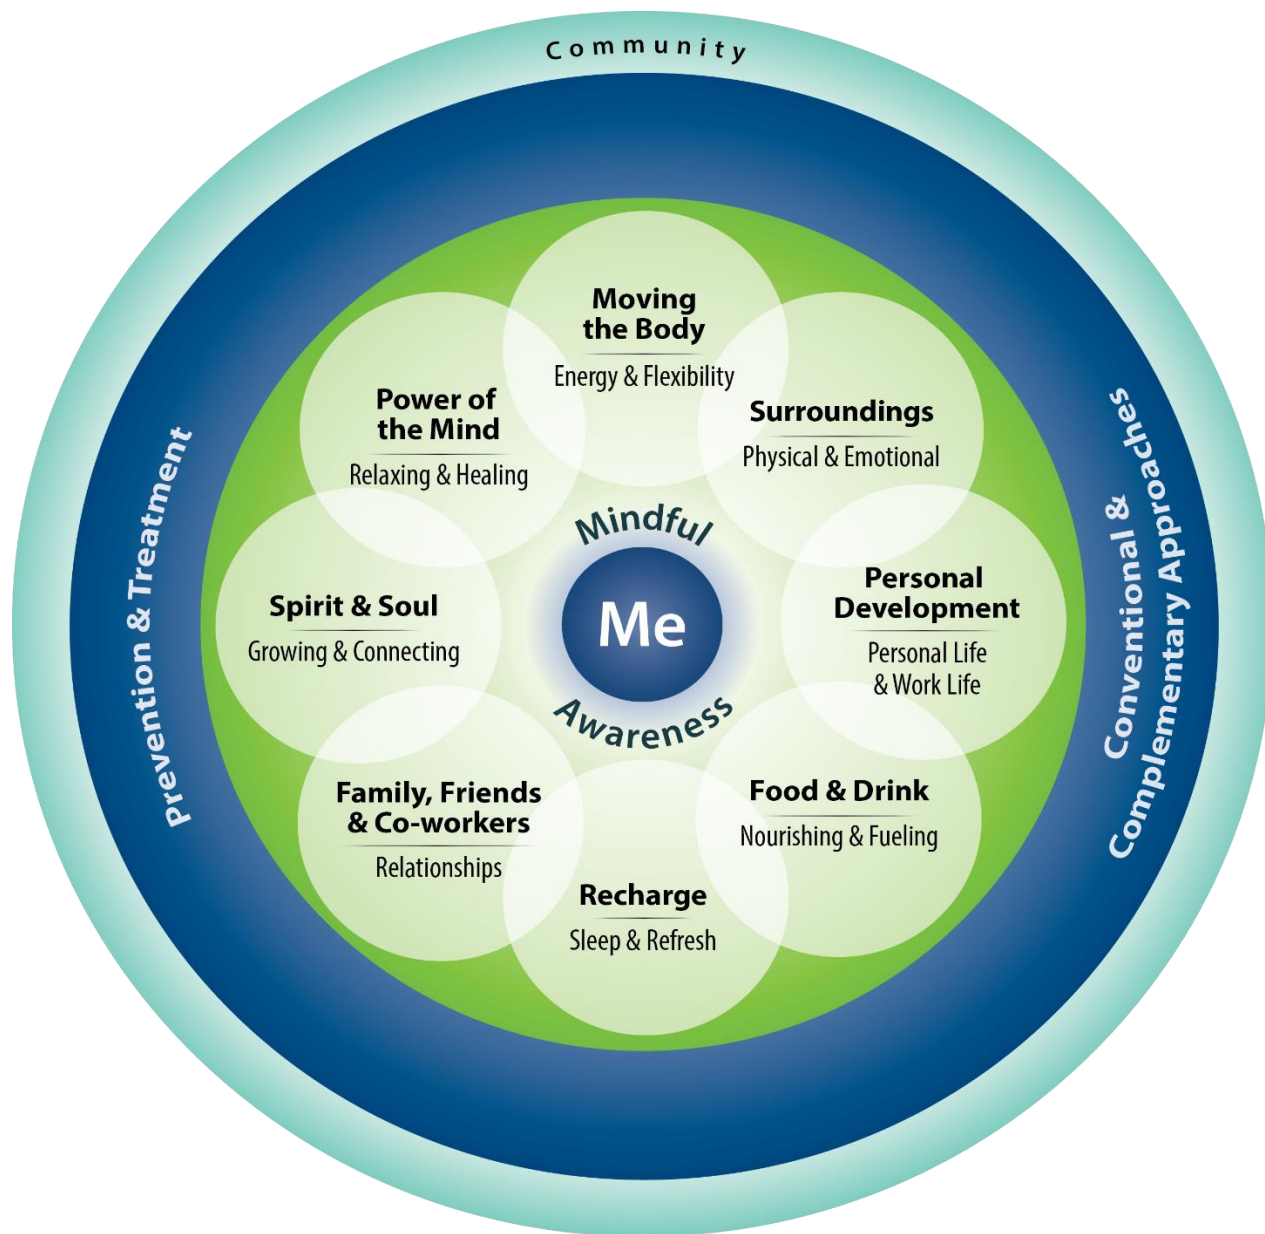 Community
Prevention & Treatment
Conventional &
Complementary Approaches
Moving
the Body
Energy & Flexibility
Surroundings
Physical & Emotional
Personal
Development
Personal Life
& Work Life
Food & Drink
Nourishing & Fueling
Recharge
Sleep & Refresh
Family, Friends
& Co-workers
Relationships
Spirit & Soul
Growing & Connecting
Power of
the Mind
Relaxing & Healing
Mindful
Me
Awareness